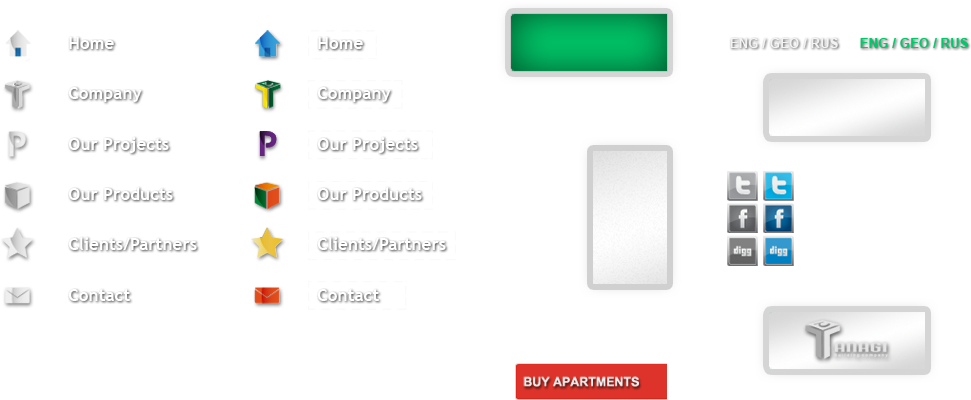 Home
Company
Our Projects
Our Products
Clients/Partners
Contact
Home
Company
Our Projects
Our Products
Clients/Partners
Contact
BUY APARTMENTS
ENG / GEO / RUS
ENG / GEO / RUS
digg
digg
TANAGI